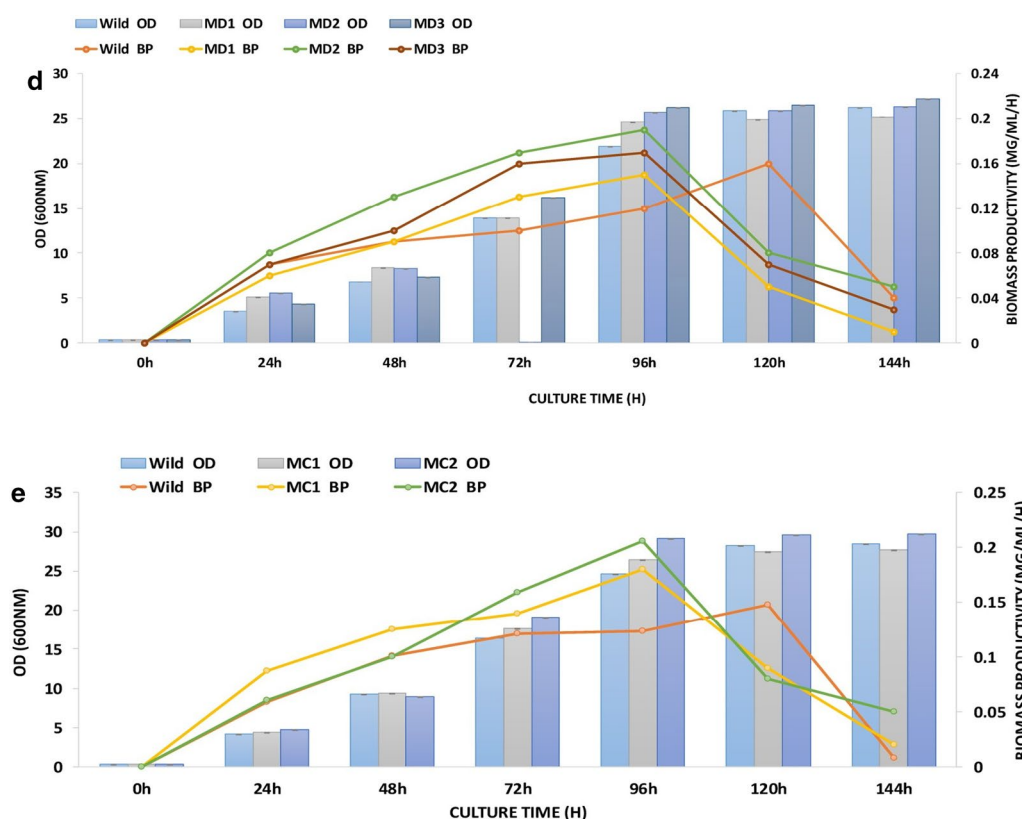 Wild OD MD1 OD MD2 OD MD3 OD
Wild BP MD1 BP MD2 BP MD3 BP
d
30 0.24
25 0.2
20 0.16
15 0.12
10 0.08
5 0.04
0 0
OD (600NM)
BIOMASS PRODUCTIVITY (MG/ML/H)
0h 24h 48h 72h 96h 120h 144h
CULTURE TIME (H)
Wild OD MC1 OD MC2 OD
Wild BP MC1 BP MC2 BP
e
35 0.25
30
25 0.2
20 0.15
15 0.1
10
5 0.05
0 0
OD (600NM)
BIOMASS PRODUCTIVITY (MG/ML/H)
0h 24h 48h 72h 96h 120h 144h
CULTURE TIME (H)